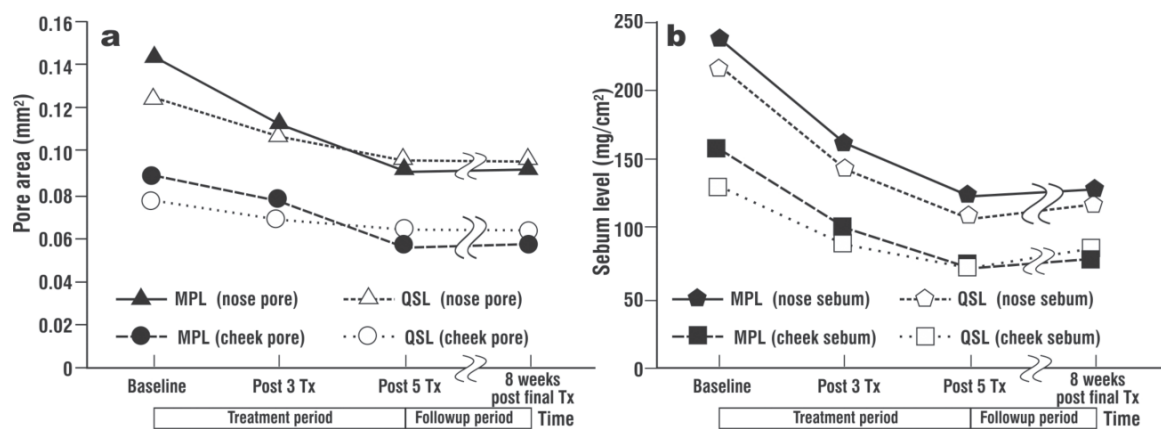 a
Pore area (mm²)
0.16
0.14
0.12
0.10
0.08
0.06
0.04
0.02
0
MPL (nose pore)
QSL (nose pore)
MPL (cheek pore)
QSL (cheek pore)
Baseline
Post 3 Tx
Post 5 Tx
8 weeks
post final Tx
Treatment period
Followup period
Time
b
Sebum level (mg/cm²)
250
200
150
100
50
0
MPL (nose sebum)
QSL (nose sebum)
MPL (cheek sebum)
QSL (cheek sebum)
Baseline
Post 3 Tx
Post 5 Tx
8 weeks
post final Tx
Treatment period
Followup period
Time